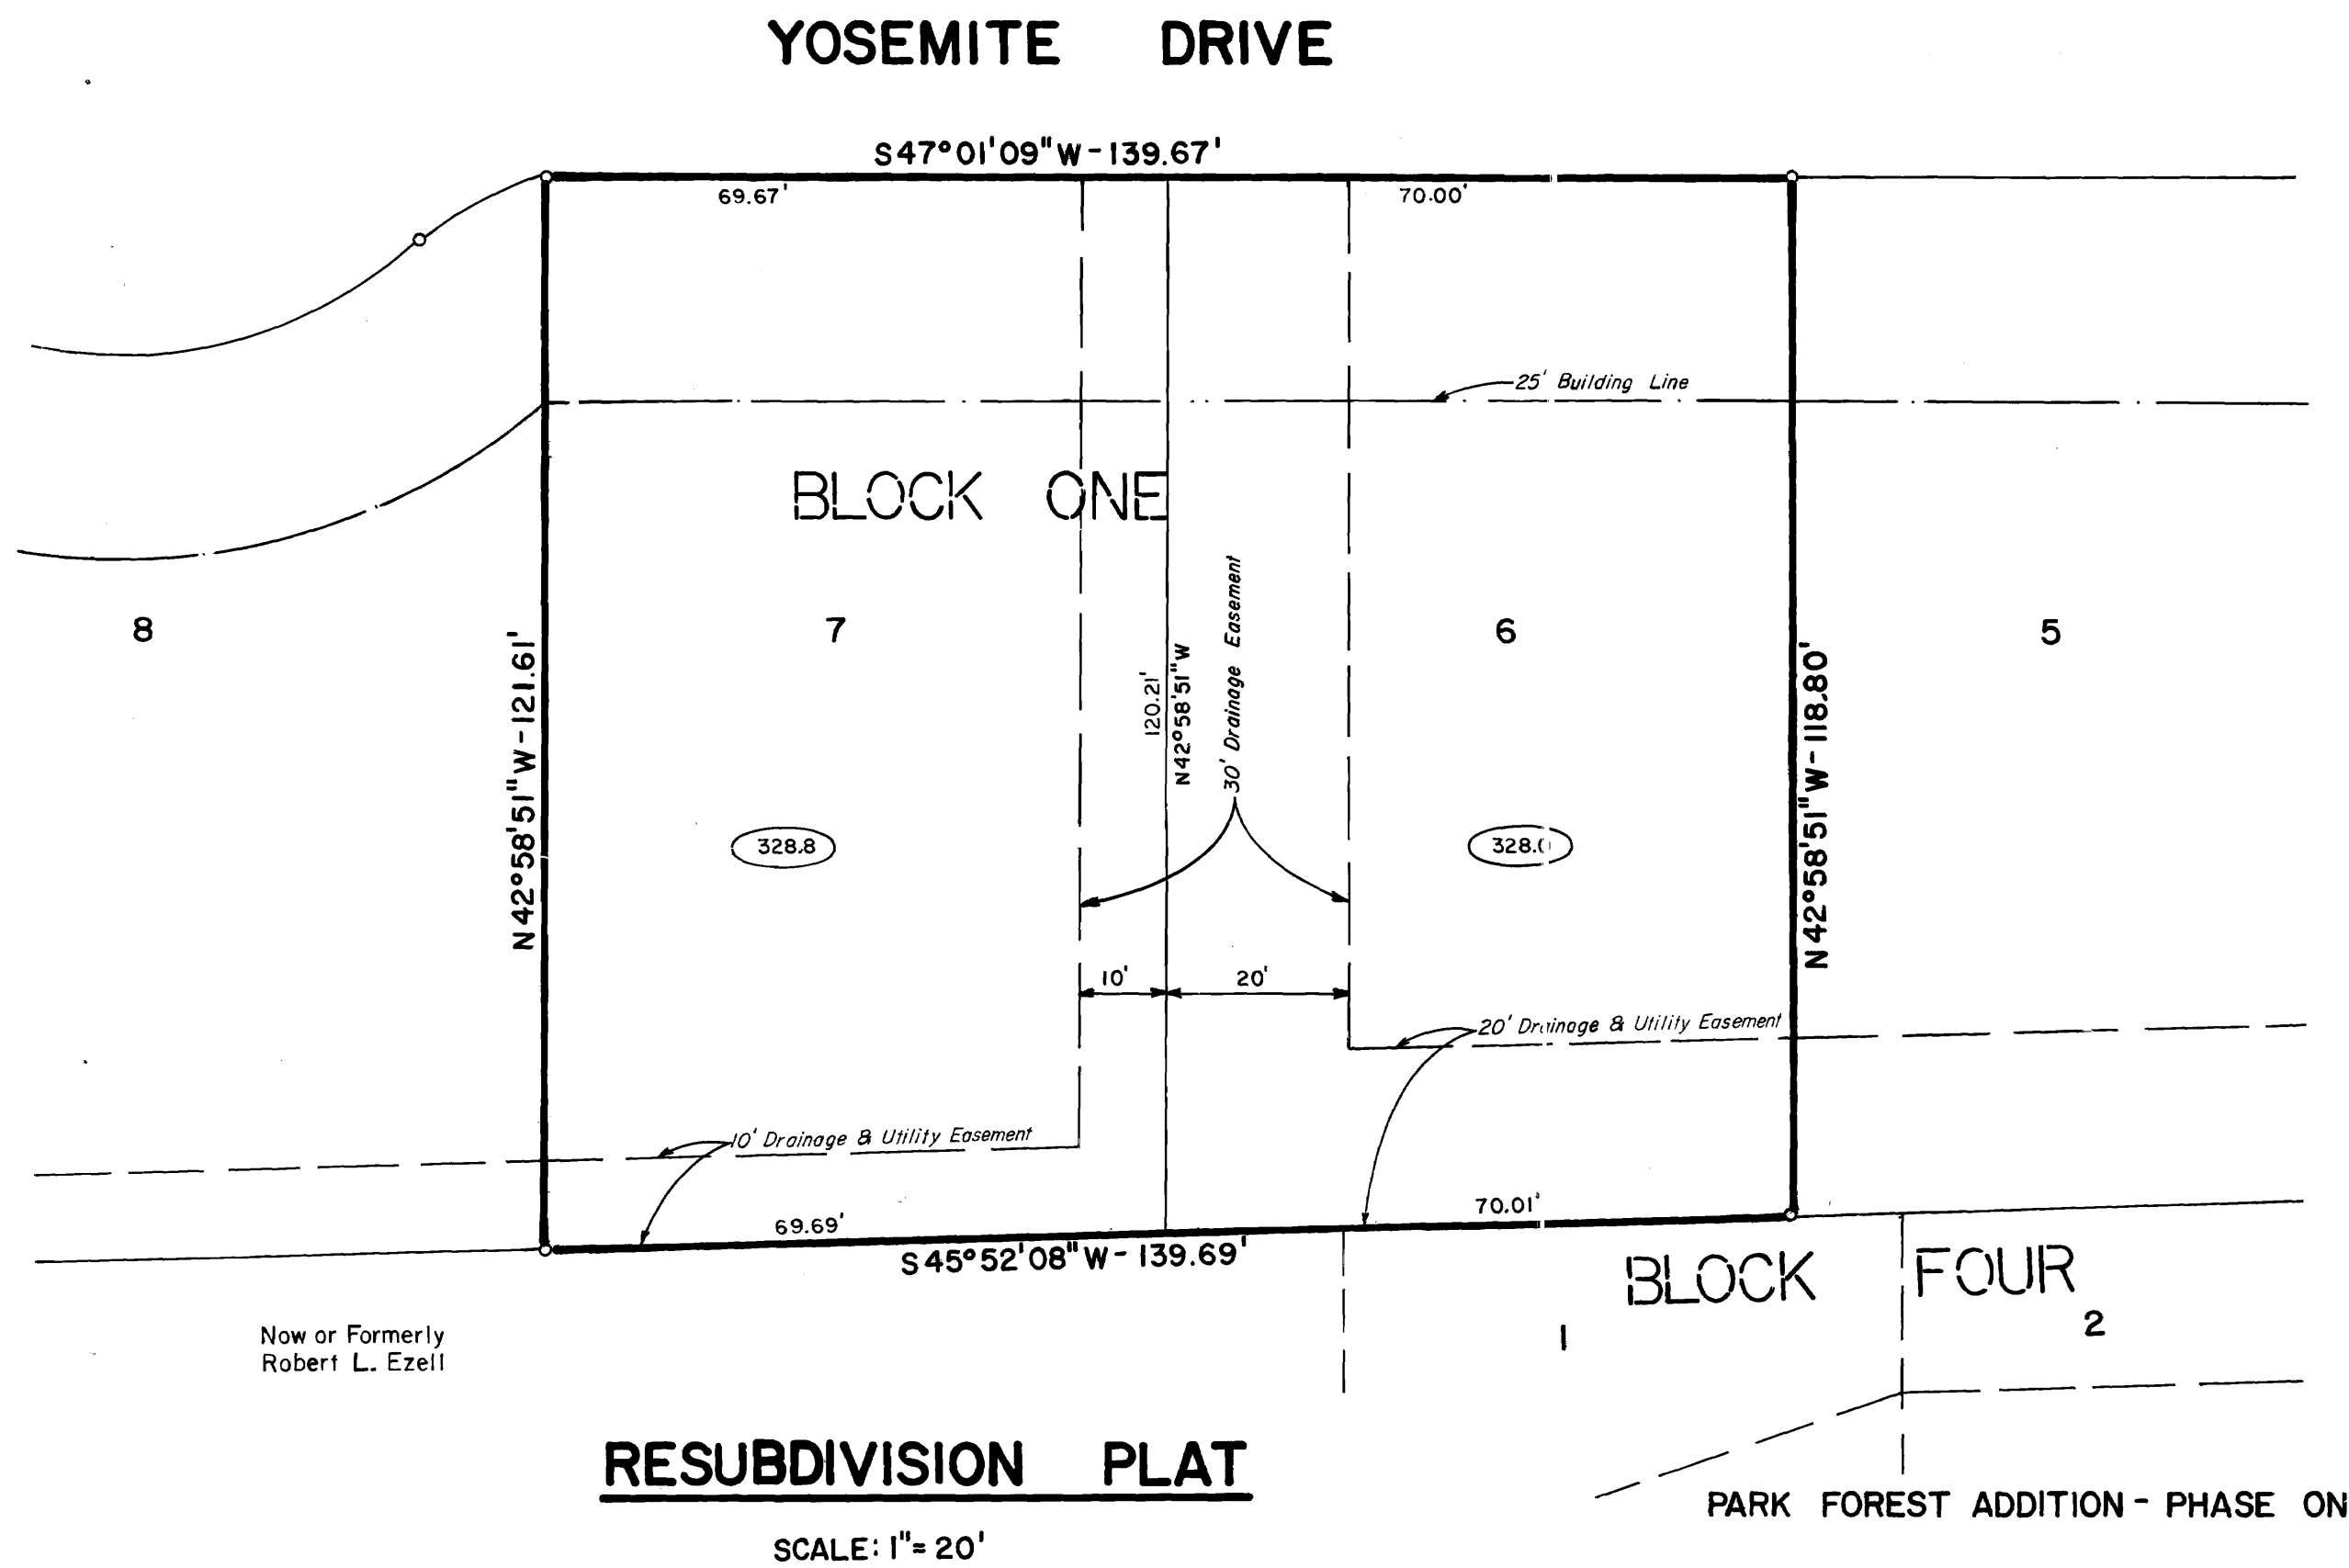 YOSEMITE DRIVE
S47°01'09"W-139.67'
69.67'
70.00'
25' Building Line
BLOCK ONE
8
7
6
5
N42°58'51"W-121.61'
120.21'
N42°58'51"W
30' Drainage Easement
N42°58'51"W-118.80'
328.8
328.
10'
20'
20' Drainage & Utility Easement
10' Drainage & Utility Easement
69.69'
70.01'
S45°52'08"W-139.69'
BLOCK FOUR
1
2
Now or Formerly
Robert L. Ezell
RESUBDIVISION PLAT
SCALE: 1"= 20'
PARK FOREST ADDITION - PHASE ON